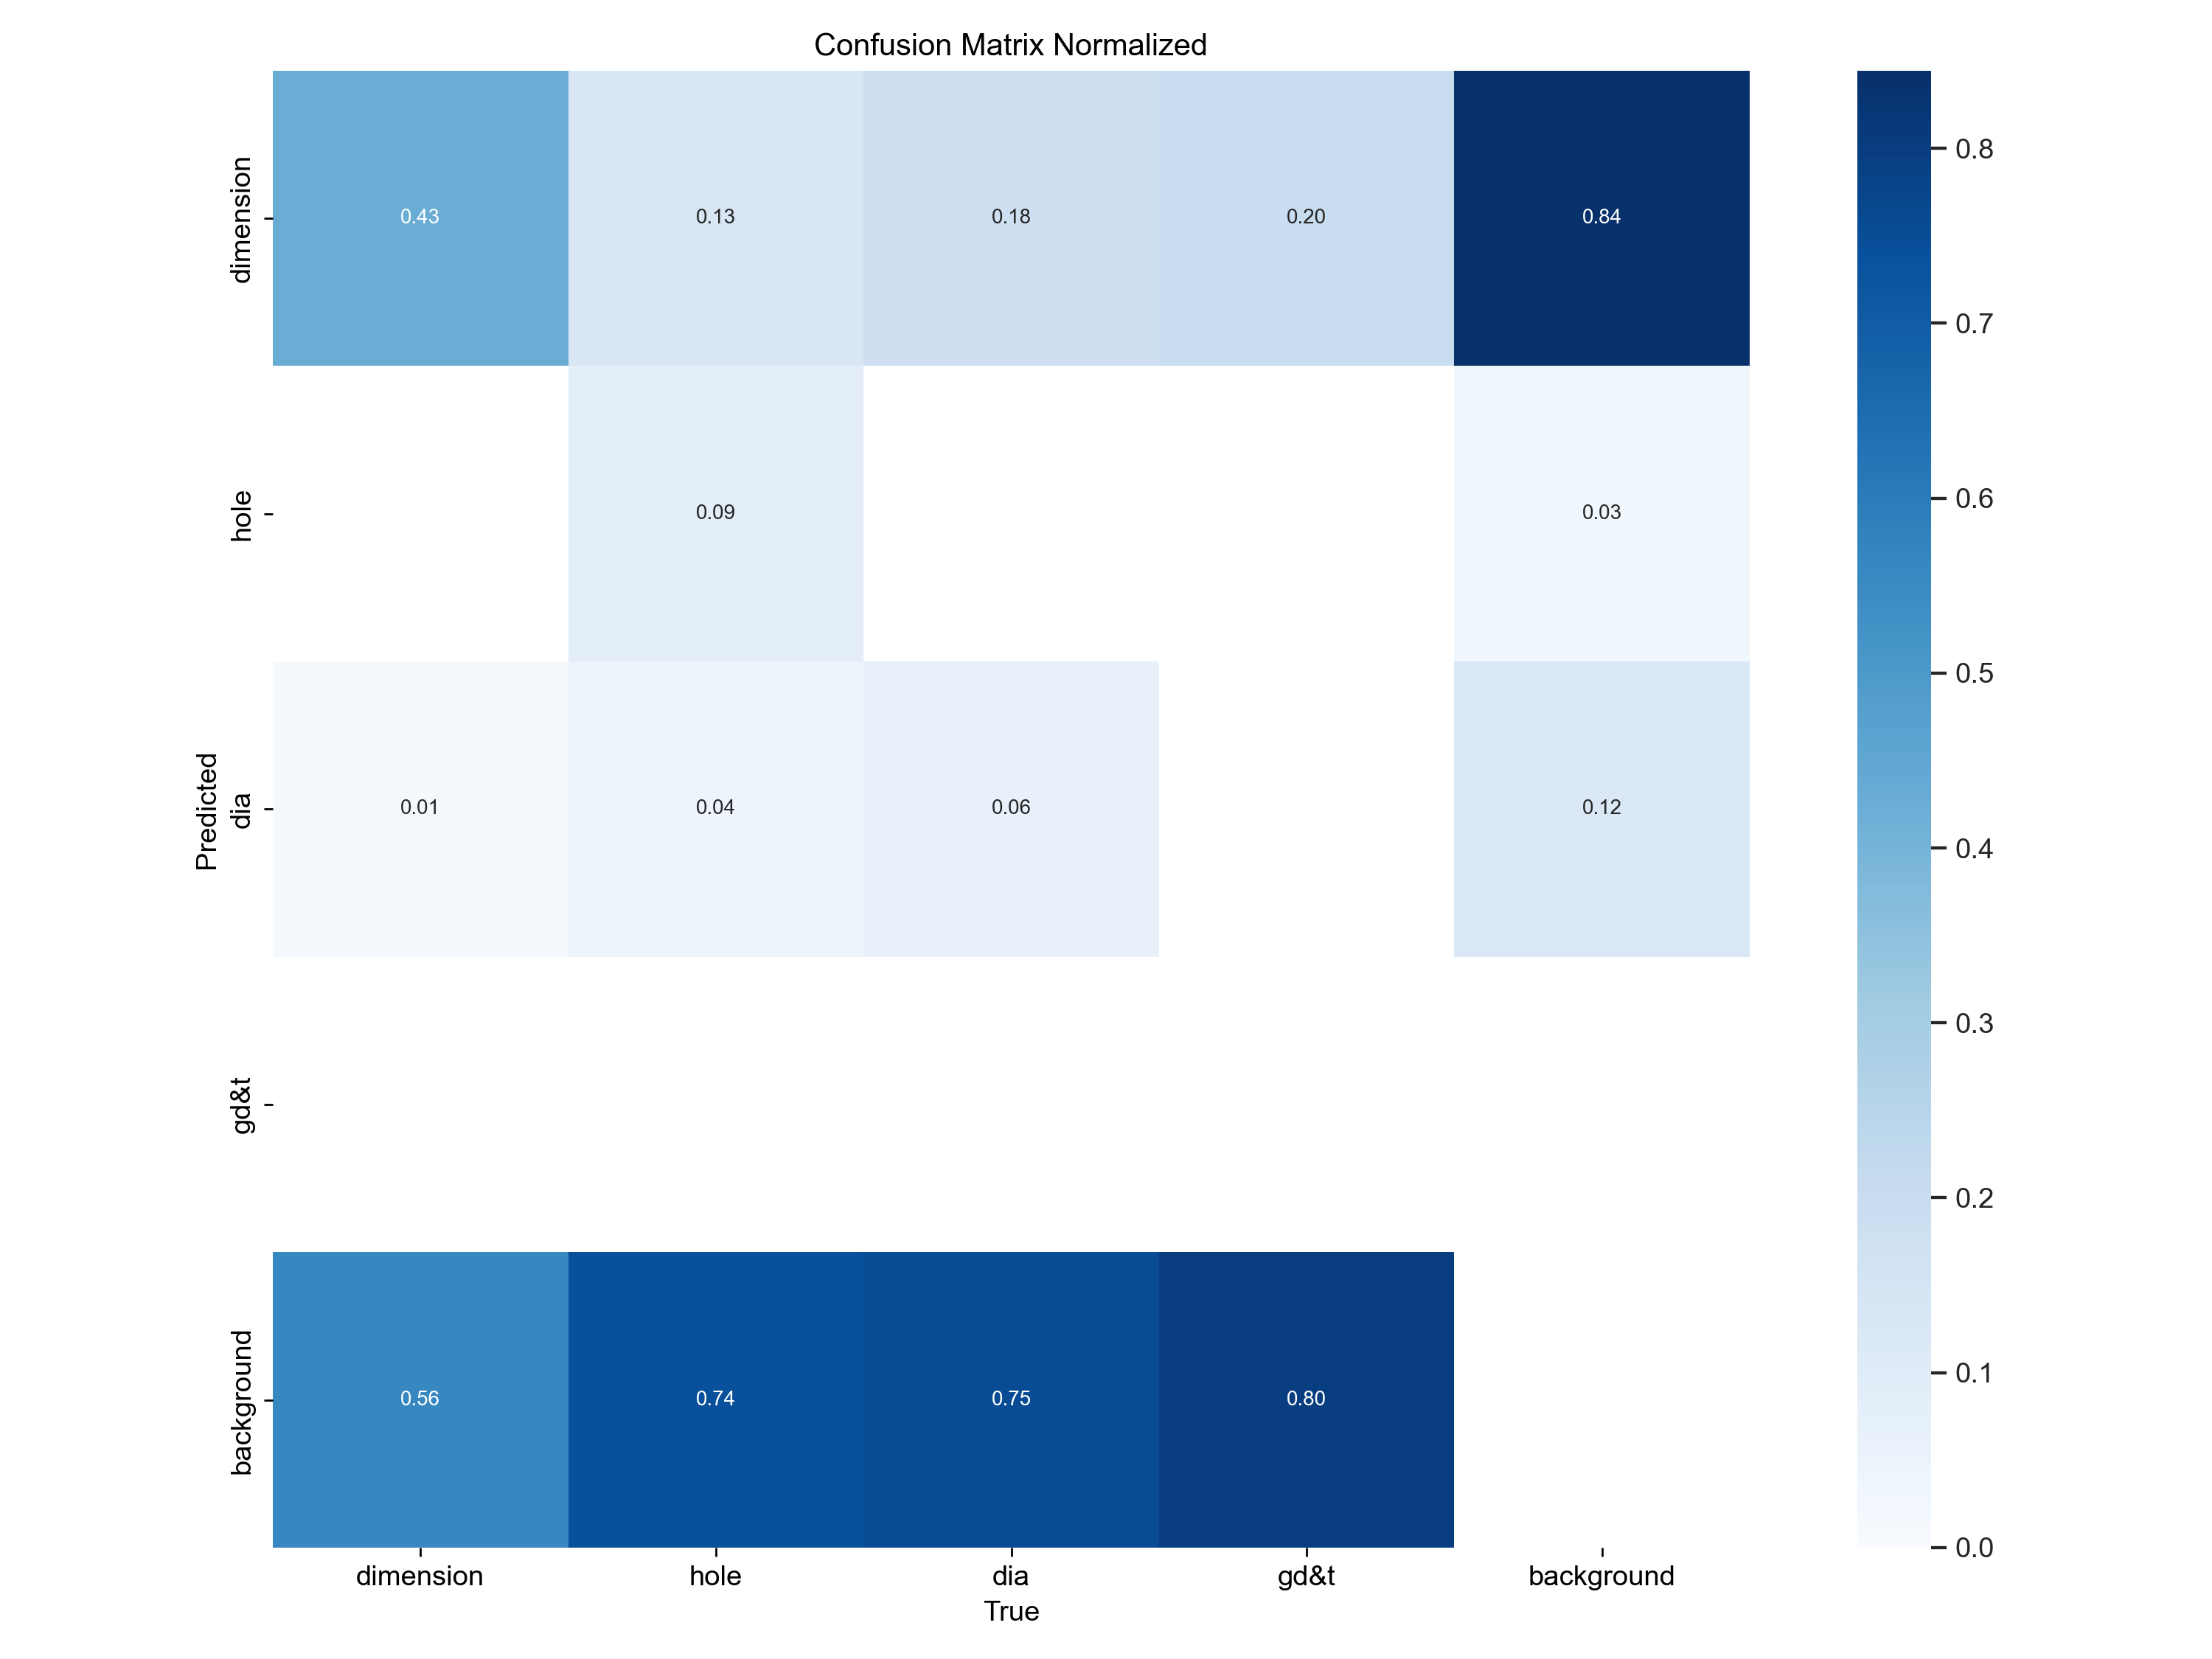 Confusion Matrix Normalized
dimension
0.43 0.13 0.18 0.20 0.84
hole
0.09 0.03
dia
0.01 0.04 0.06 0.12
gd&t
background
0.56 0.74 0.75 0.80
Predicted
dimension hole dia gd&t background
True
0.8
0.7
0.6
0.5
0.4
0.3
0.2
0.1
0.0